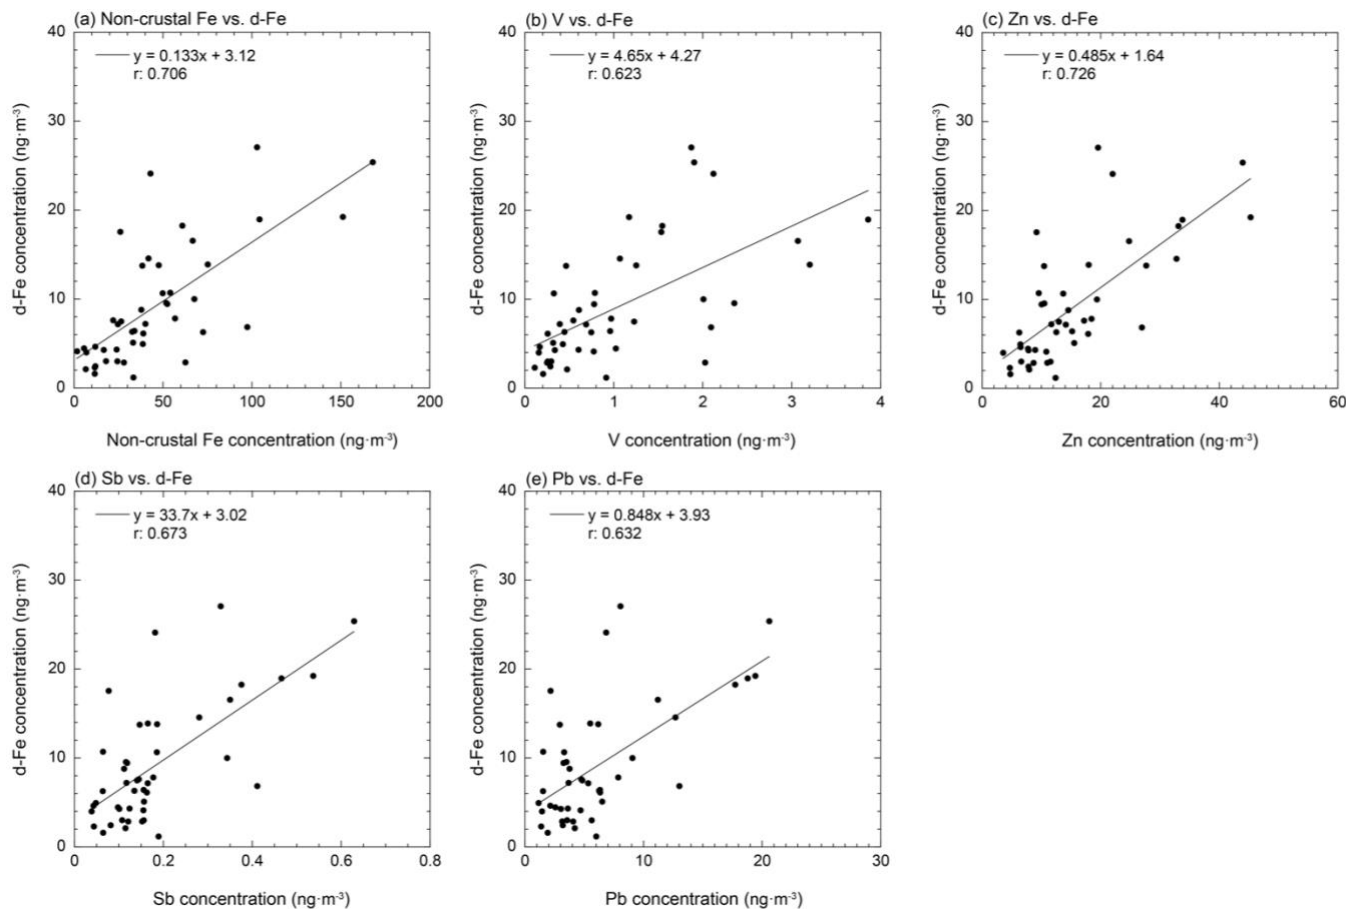 (a) Non-crustal Fe vs. d-Fe
y = 0.133x + 3.12
r: 0.706
d-Fe concentration (ng·m⁻³)
40
30
20
10
0
0 50 100 150 200
Non-crustal Fe concentration (ng·m⁻³)
(b) V vs. d-Fe
y = 4.65x + 4.27
r: 0.623
d-Fe concentration (ng·m⁻³)
40
30
20
10
0
0 1 2 3 4
V concentration (ng·m⁻³)
(c) Zn vs. d-Fe
y = 0.485x + 1.64
r: 0.726
d-Fe concentration (ng·m⁻³)
40
30
20
10
0
0 20 40 60
Zn concentration (ng·m⁻³)
(d) Sb vs. d-Fe
y = 33.7x + 3.02
r: 0.673
d-Fe concentration (ng·m⁻³)
40
30
20
10
0
0 0.2 0.4 0.6 0.8
Sb concentration (ng·m⁻³)
(e) Pb vs. d-Fe
y = 0.848x + 3.93
r: 0.632
d-Fe concentration (ng·m⁻³)
40
30
20
10
0
0 10 20 30
Pb concentration (ng·m⁻³)